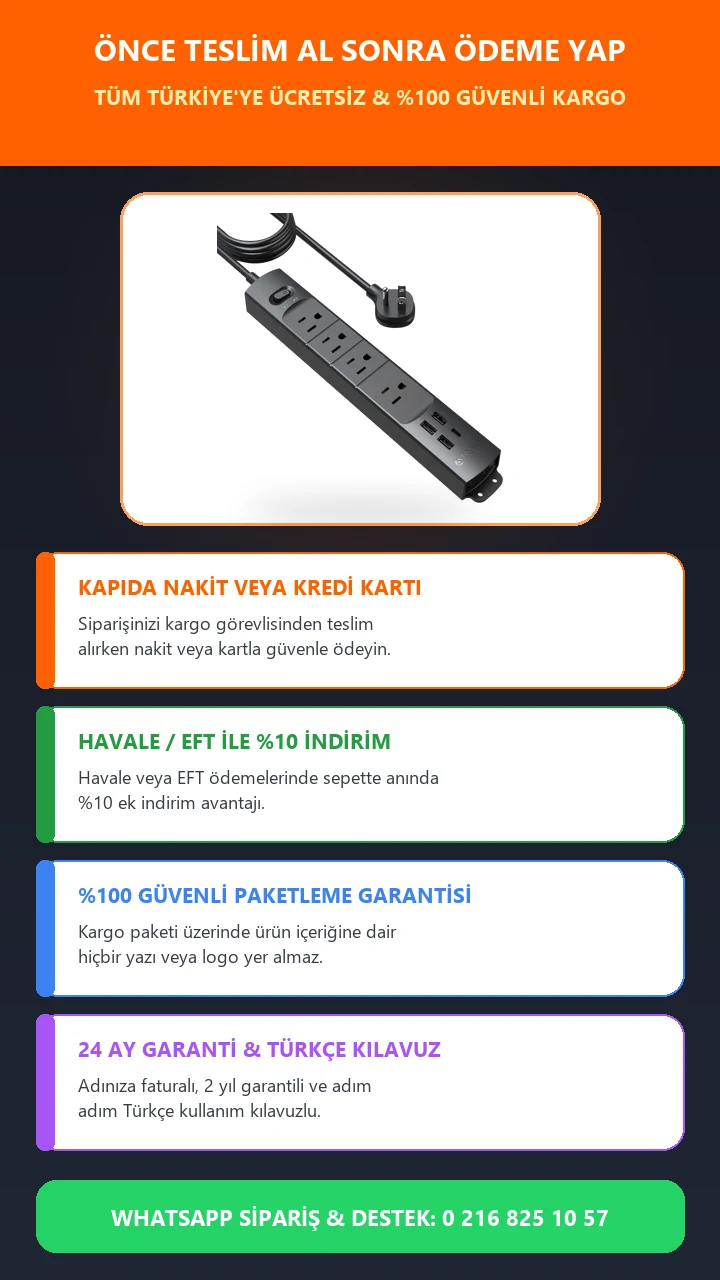 ÖNCE TESLİM AL SONRA ÖDEME YAP
TÜM TÜRKİYE'YE ÜCRETSİZ & %100 GÜVENLİ KARGO
KAPIDA NAKİT VEYA KREDİ KARTI
Siparişinizi kargo görevlisinden teslim
alırken nakit veya kartla güvenle ödeyin.
HAVALE / EFT İLE %10 İNDİRİM
Havale veya EFT ödemelerinde sepette anında
%10 ek indirim avantajı.
%100 GÜVENLİ PAKETLEME GARANTİSİ
Kargo paketi üzerinde ürün içeriğine dair
hiçbir yazı veya logo yer almaz.
24 AY GARANTİ & TÜRKÇE KILAVUZ
Adınıza faturalı, 2 yıl garantili ve adım
adım Türkçe kullanım kılavuzlu.
WHATSAPP SİPARİŞ & DESTEK: 0 216 825 10 57